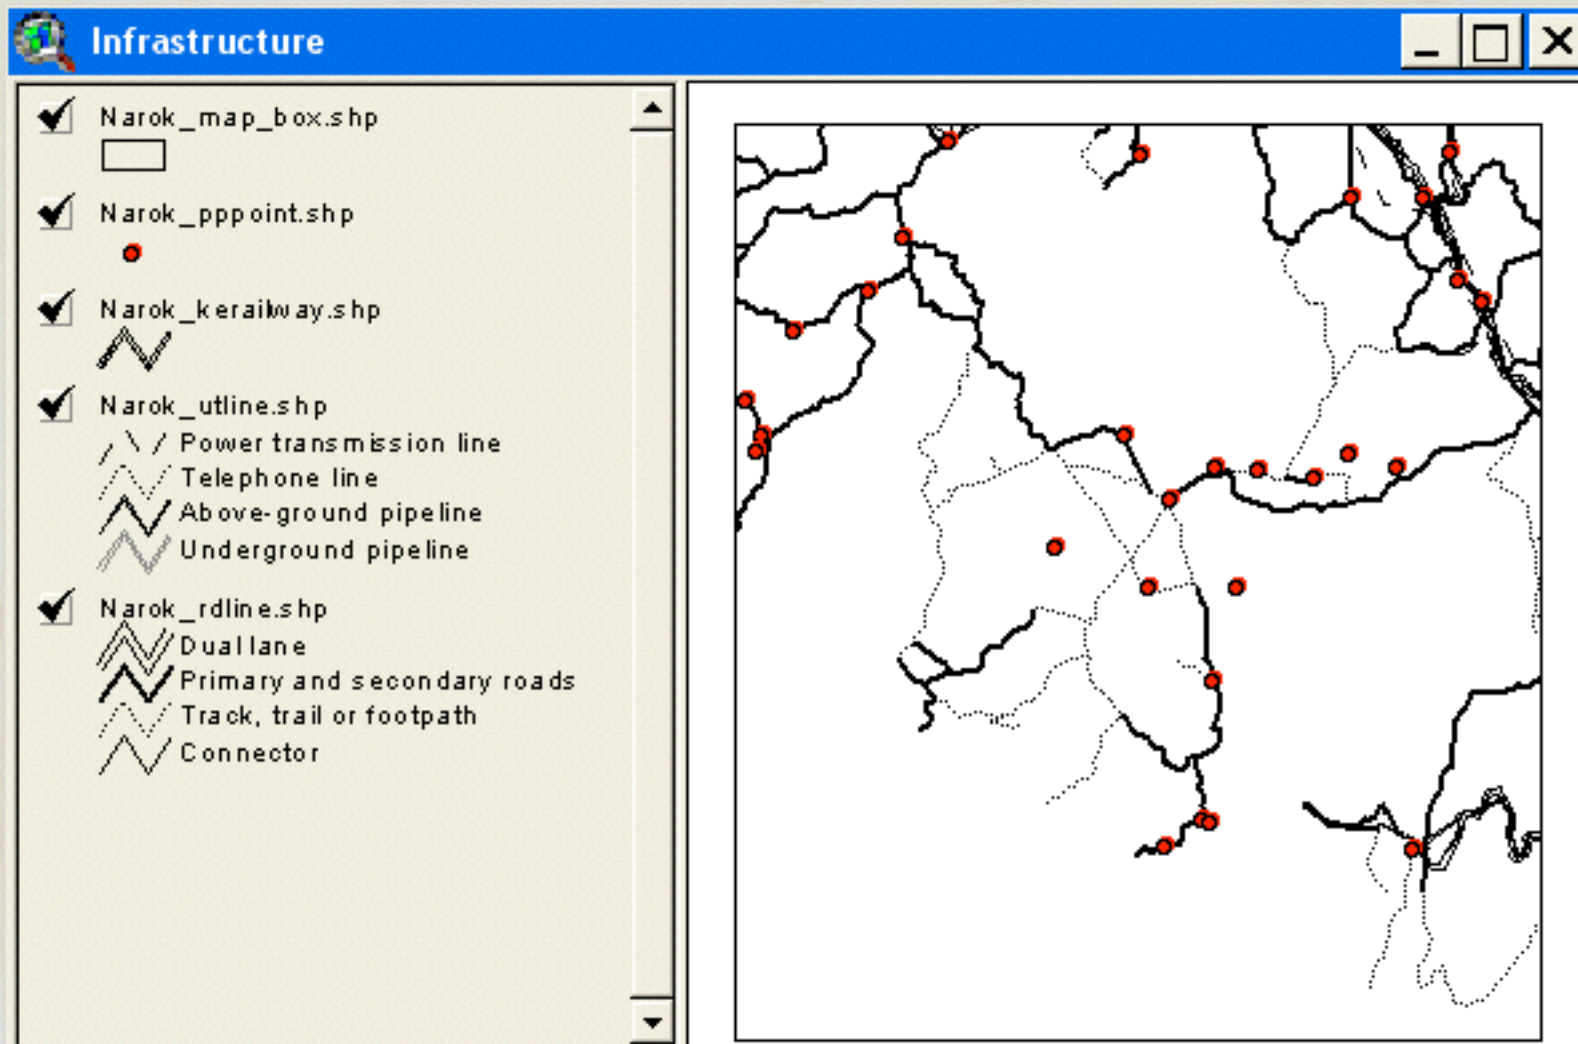 Infrastructure
Narok_map_box.shp
Narok_pppoint.shp
Narok_kerailway.shp
Narok_utline.shp
Power transmission line
Telephone line
Above-ground pipeline
Underground pipeline
Narok_rdline.shp
Dual lane
Primary and secondary roads
Track, trail or footpath
Connector